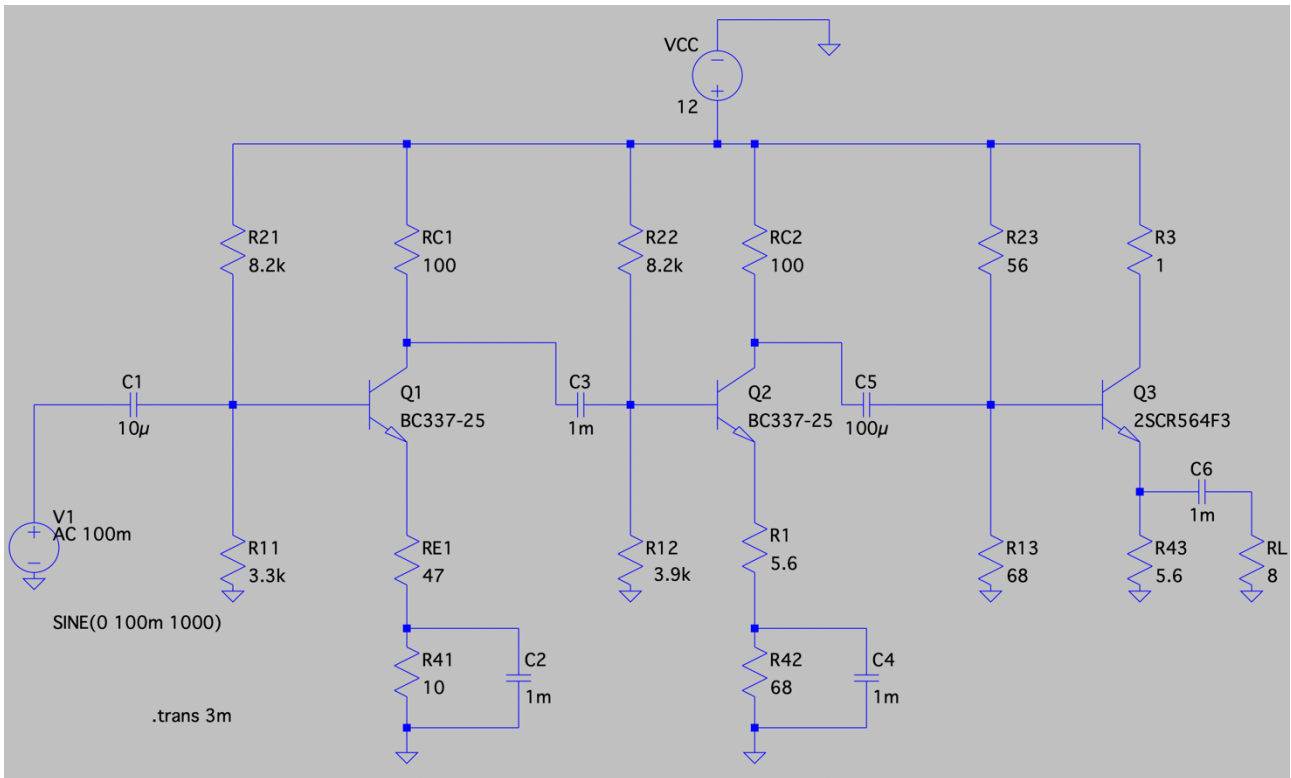 VCC
12
R21
8.2k
RC1
100
R22
8.2k
RC2
100
R23
56
R3
1
C1
10µ
Q1
BC337-25
C3
1m
Q2
BC337-25
C5
100µ
Q3
2SCR564F3
C6
1m
V1
AC 100m
R11
3.3k
RE1
47
R12
3.9k
R1
5.6
R13
68
R43
5.6
RL
8
SINE(0 100m 1000)
R41
10
C2
1m
R42
68
C4
1m
.trans 3m